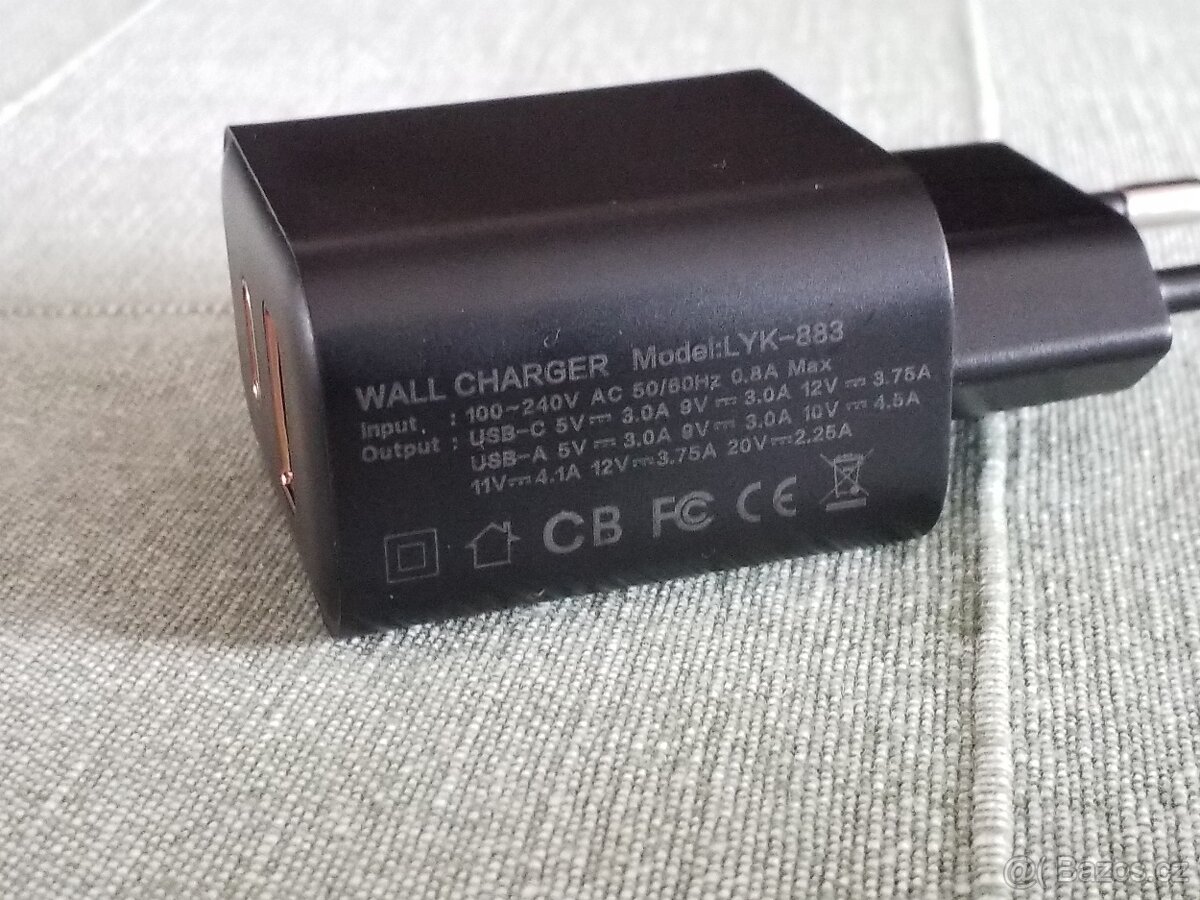 WALL CHARGER Model:LYK-883
Input. : 100~240V AC 50/60Hz 0.8A Max
Output : USB-C 5V⎓3.0A 9V⎓3.0A 12V⎓3.75A
USB-A 5V⎓3.0A 9V⎓3.0A 10V⎓4.5A
11V⎓4.1A 12V⎓3.75A 20V⎓2.25A
CB FC CE
@( Bazos.cz